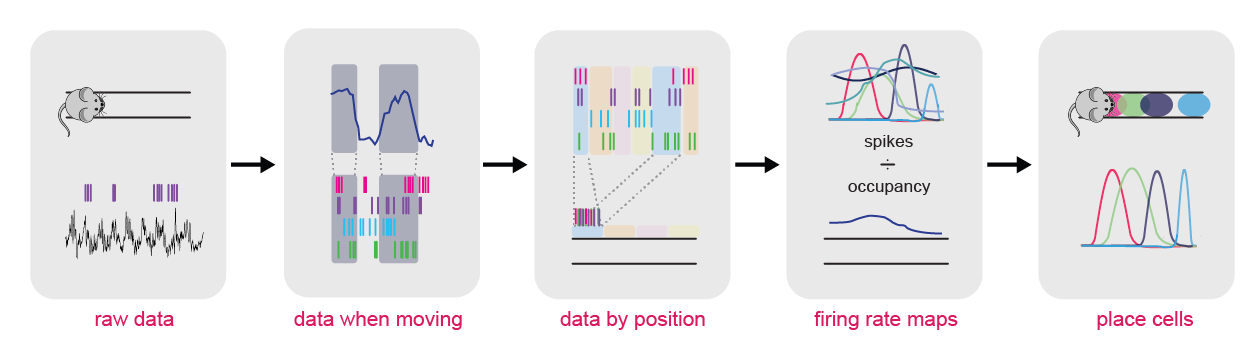 spikes
÷
occupancy
raw data
data when moving
data by position
firing rate maps
place cells